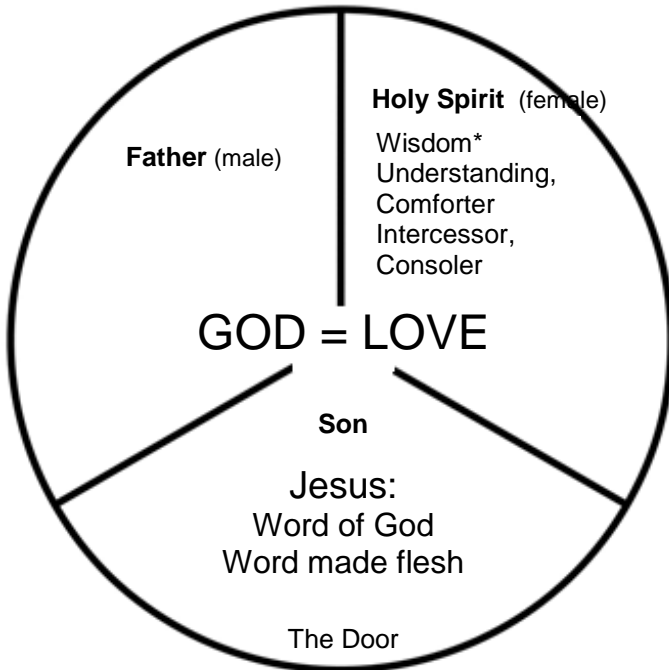 Father (male)
Holy Spirit (female)
Wisdom*
Understanding,
Comforter
Intercessor,
Consoler
GOD = LOVE
Son
Jesus:
Word of God
Word made flesh
The Door